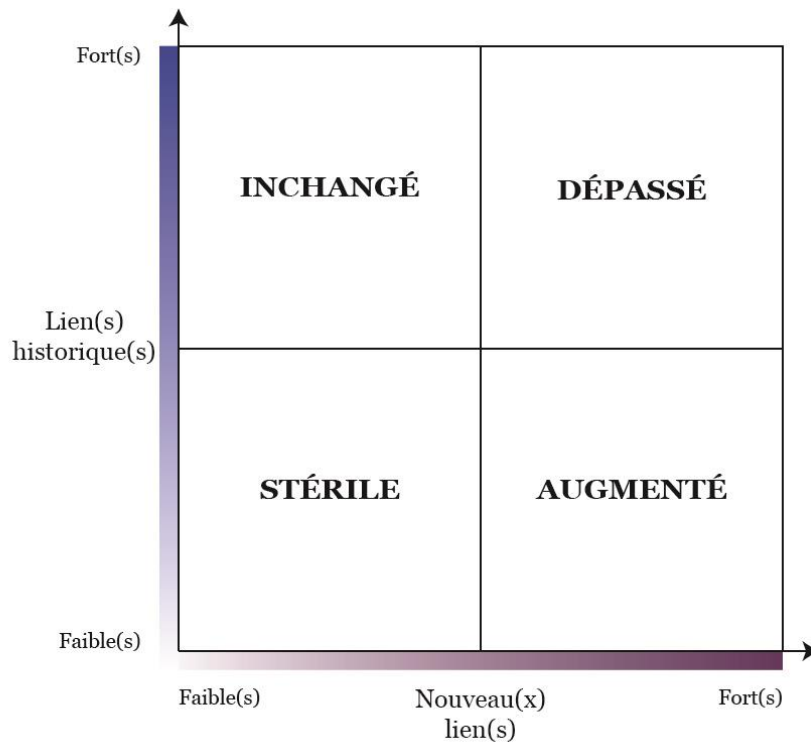 Fort(s)
INCHANGÉ
DÉPASSÉ
Lien(s)
historique(s)
STÉRILE
AUGMENTÉ
Faible(s)
Faible(s)
Nouveau(x)
lien(s)
Fort(s)